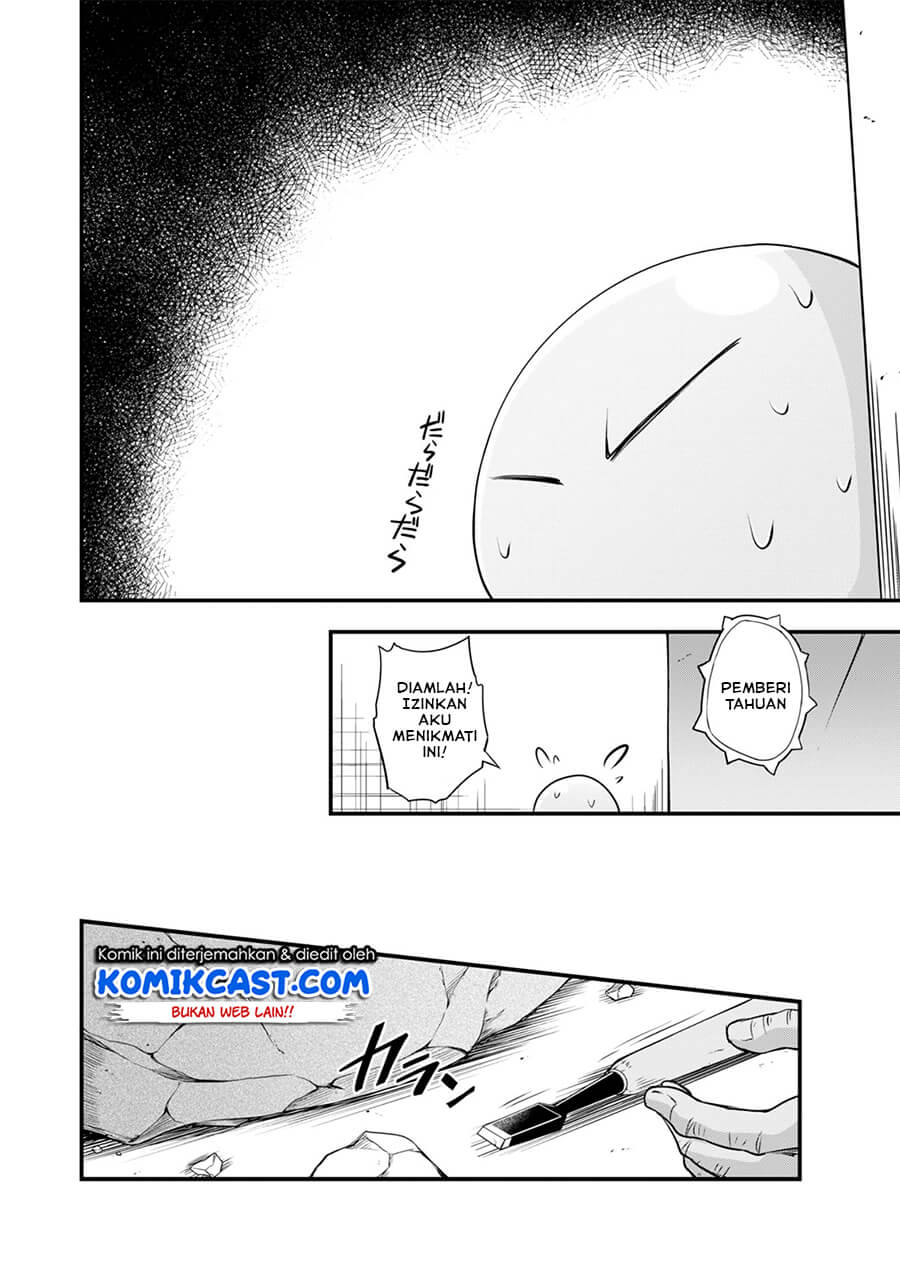 だらだらだら
PEMBERI
TAHUAN
DIAMLAH!
IZINKAN
AKU
MENIKMATI
INI!
Komik ini diterjemahkan & diedit oleh
KOMIKCAST.COM
BUKAN WEB LAIN!!
カラン